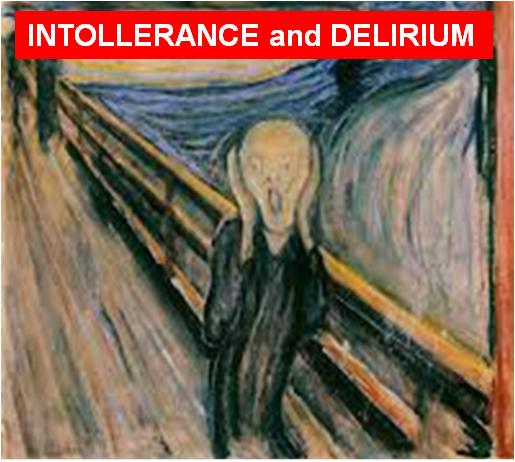 INTOLLERANCE and DELIRIUM